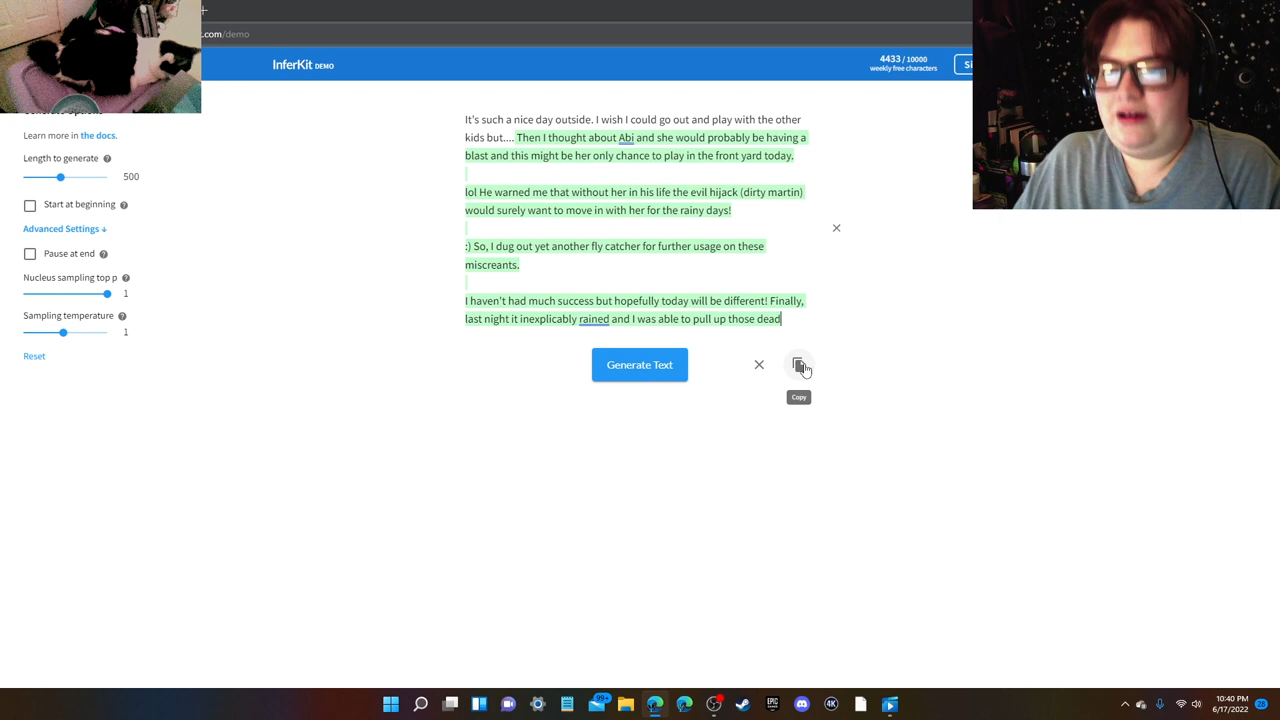 .com/demo
InferKit DEMO
4433 / 10000
weekly free characters
Si
Learn more in the docs.
Length to generate
500
Start at beginning
Advanced Settings
Pause at end
Nucleus sampling top p
1
Sampling temperature
1
Reset
It's such a nice day outside. I wish I could go out and play with the other
kids but.... Then I thought about Abi and she would probably be having a
blast and this might be her only chance to play in the front yard today.
lol He warned me that without her in his life the evil hijack (dirty martin)
would surely want to move in with her for the rainy days!
:) So, I dug out yet another fly catcher for further usage on these
miscreants.
I haven't had much success but hopefully today will be different! Finally,
last night it inexplicably rained and I was able to pull up those dead
Generate Text
Copy
99+
EPIC
GAMES
4K
10:40 PM
6/17/2022
28